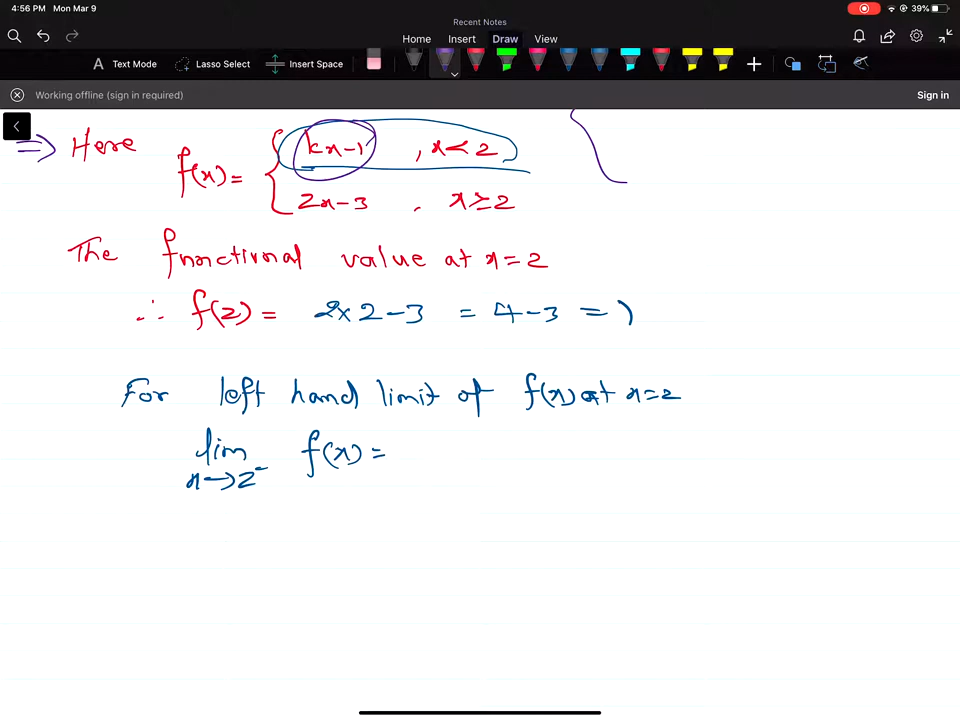 4:56 PM Mon Mar 9
39%
Recent Notes
Home Insert Draw View
Text Mode Lasso Select Insert Space
Working offline (sign in required) Sign in
⇒ Here f(x)= { kx-1 , x<2
2x-3 , x≥2
The functional value at x=2
∴ f(2) = 2×2-3 = 4-3 = 1
For left hand limit of f(x) at x=2
lim x→2⁻ f(x) =